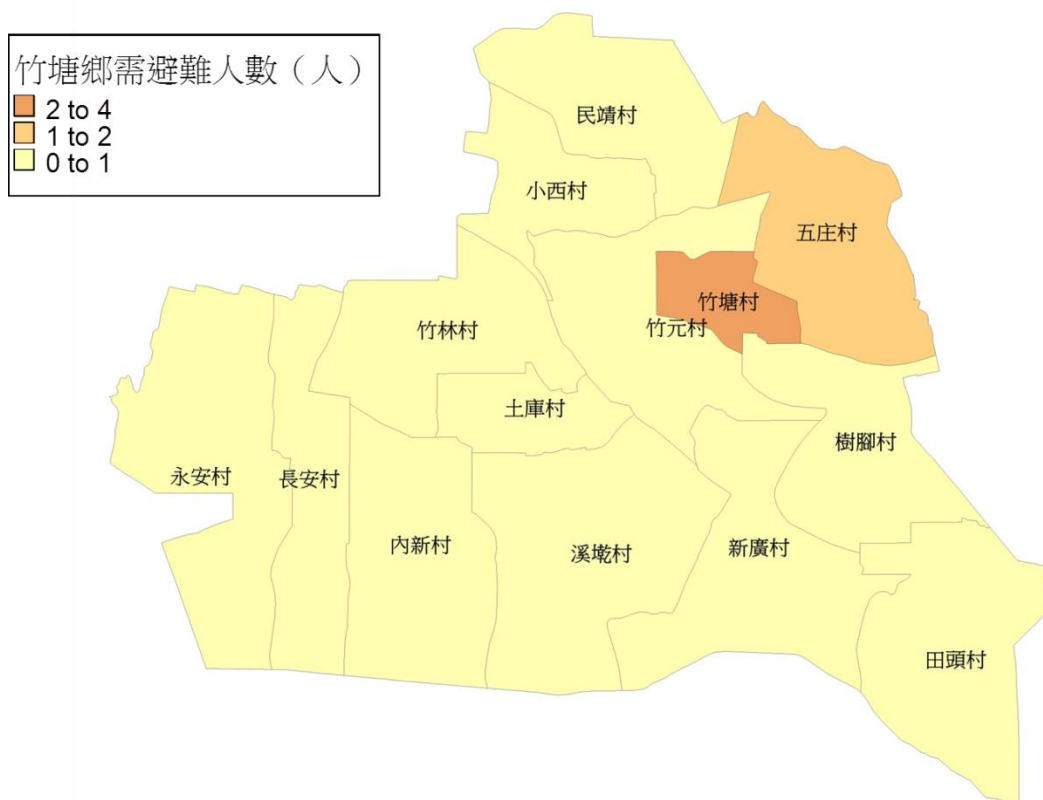 竹塘鄉需避難人數（人）
2 to 4
1 to 2
0 to 1
民靖村
小西村
五庄村
竹塘村
竹元村
竹林村
土庫村
樹腳村
永安村
長安村
內新村
溪墘村
新廣村
田頭村